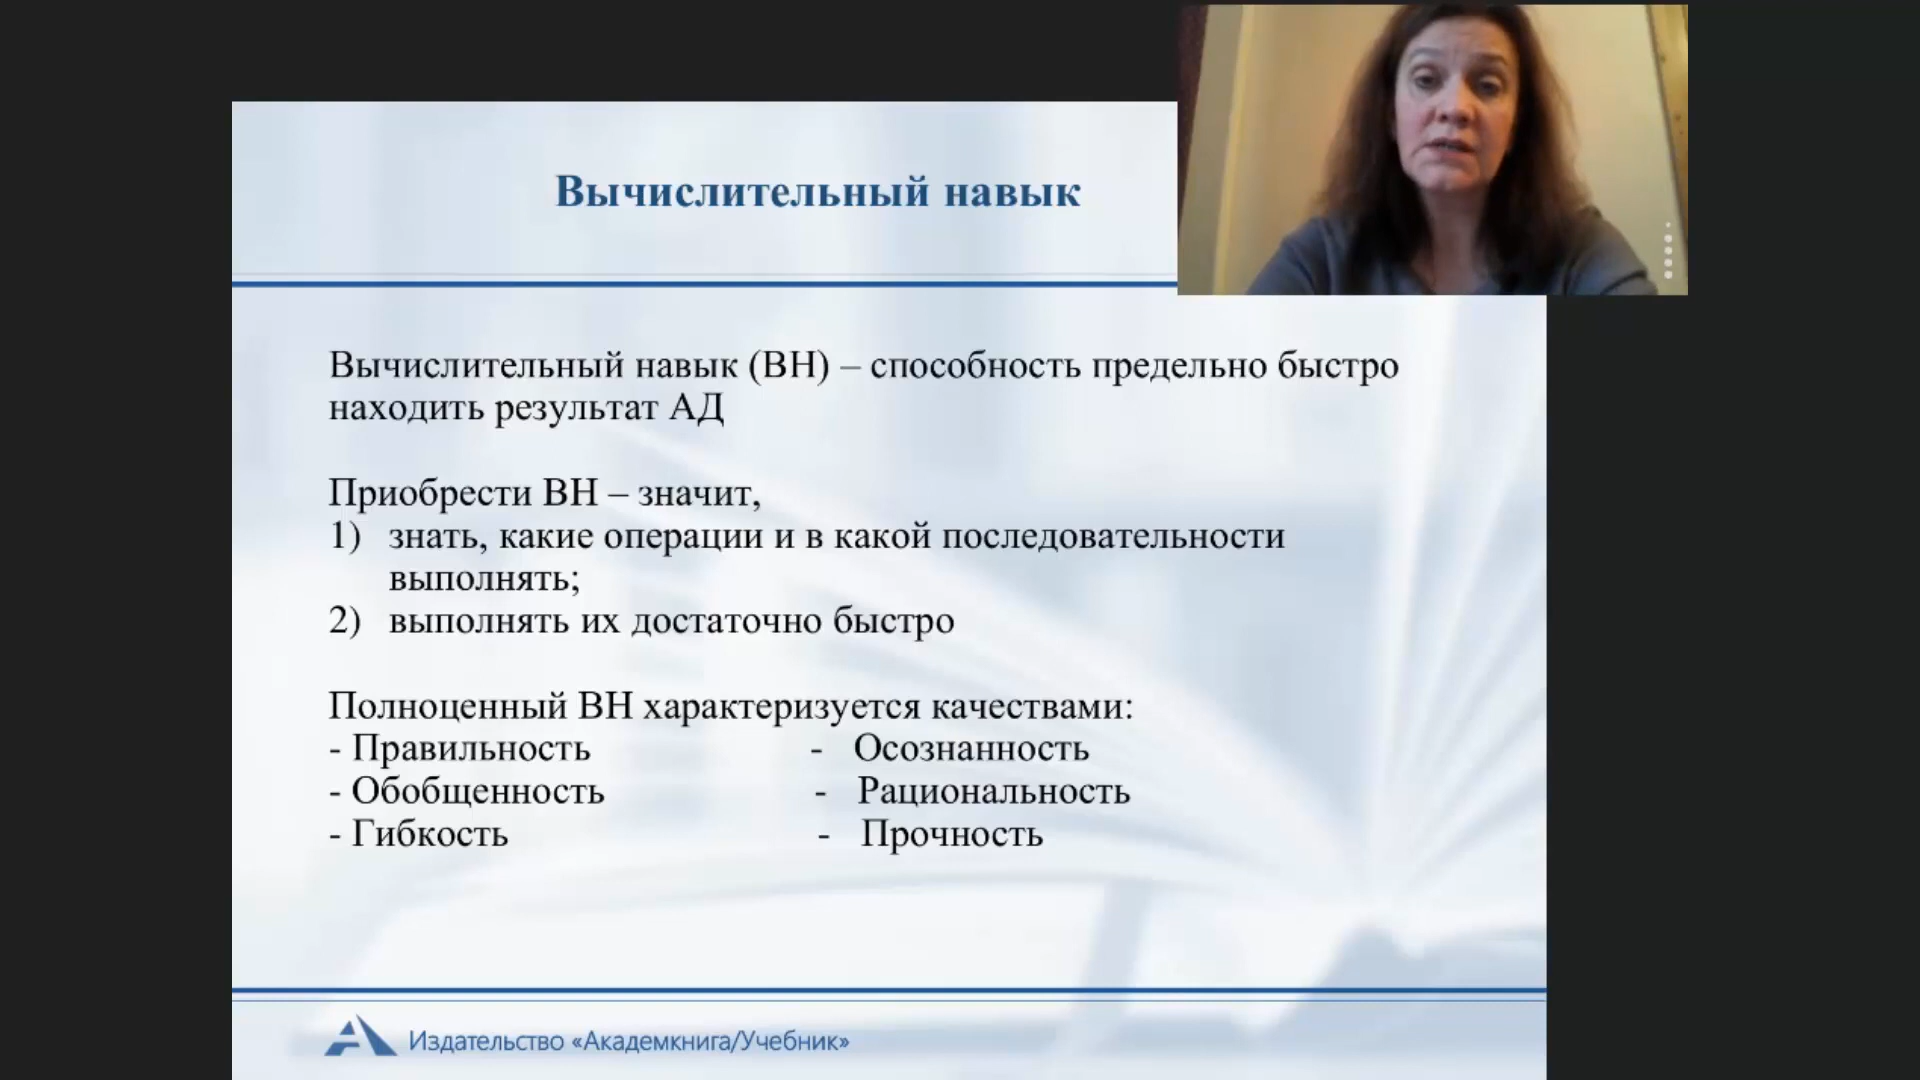 Вычислительный навык
Вычислительный навык (ВН) – способность предельно быстро
находить результат АД
Приобрести ВН – значит,
1) знать, какие операции и в какой последовательности
выполнять;
2) выполнять их достаточно быстро
Полноценный ВН характеризуется качествами:
- Правильность - Осознанность
- Обобщенность - Рациональность
- Гибкость - Прочность
Издательство «Академкнига/Учебник»